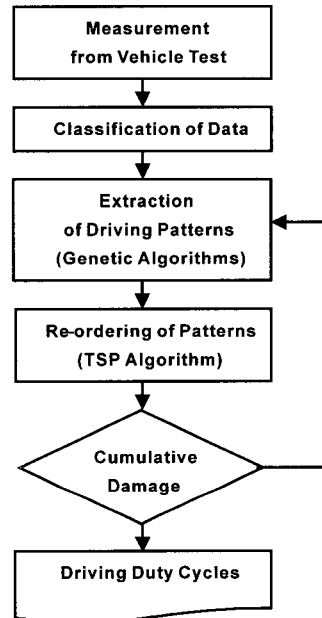 Measurement
from Vehicle Test
Classification of Data
Extraction
of Driving Patterns
(Genetic Algorithms)
Re-ordering of Patterns
(TSP Algorithm)
Cumulative
Damage
Driving Duty Cycles